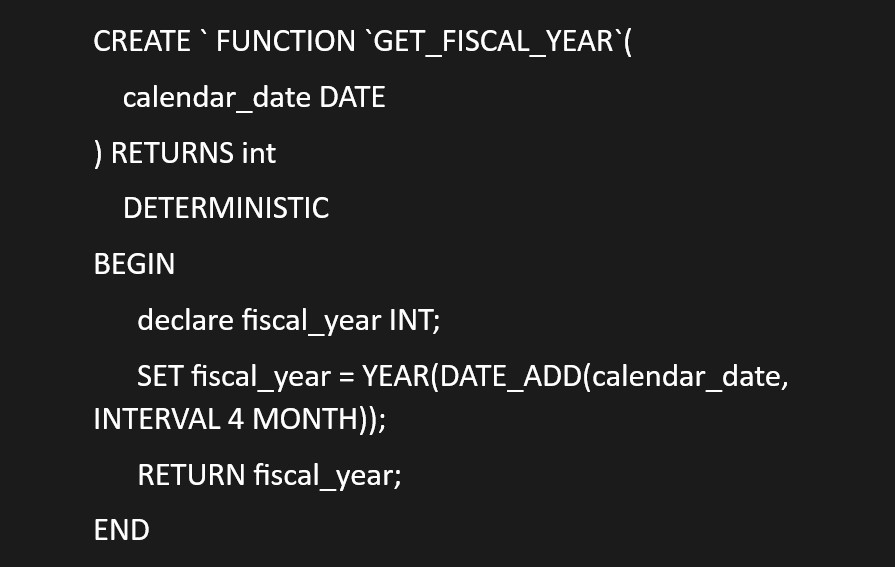 CREATE ` FUNCTION `GET_FISCAL_YEAR`(
calendar_date DATE
) RETURNS int
DETERMINISTIC
BEGIN
declare fiscal_year INT;
SET fiscal_year = YEAR(DATE_ADD(calendar_date,
INTERVAL 4 MONTH));
RETURN fiscal_year;
END